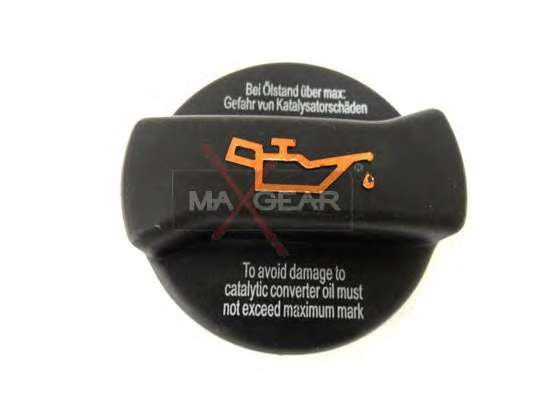 Bei Ölstand über max:
Gefahr von Katalysatorschäden
MAXGEAR ®
To avoid damage to
catalytic converter oil must
not exceed maximum mark